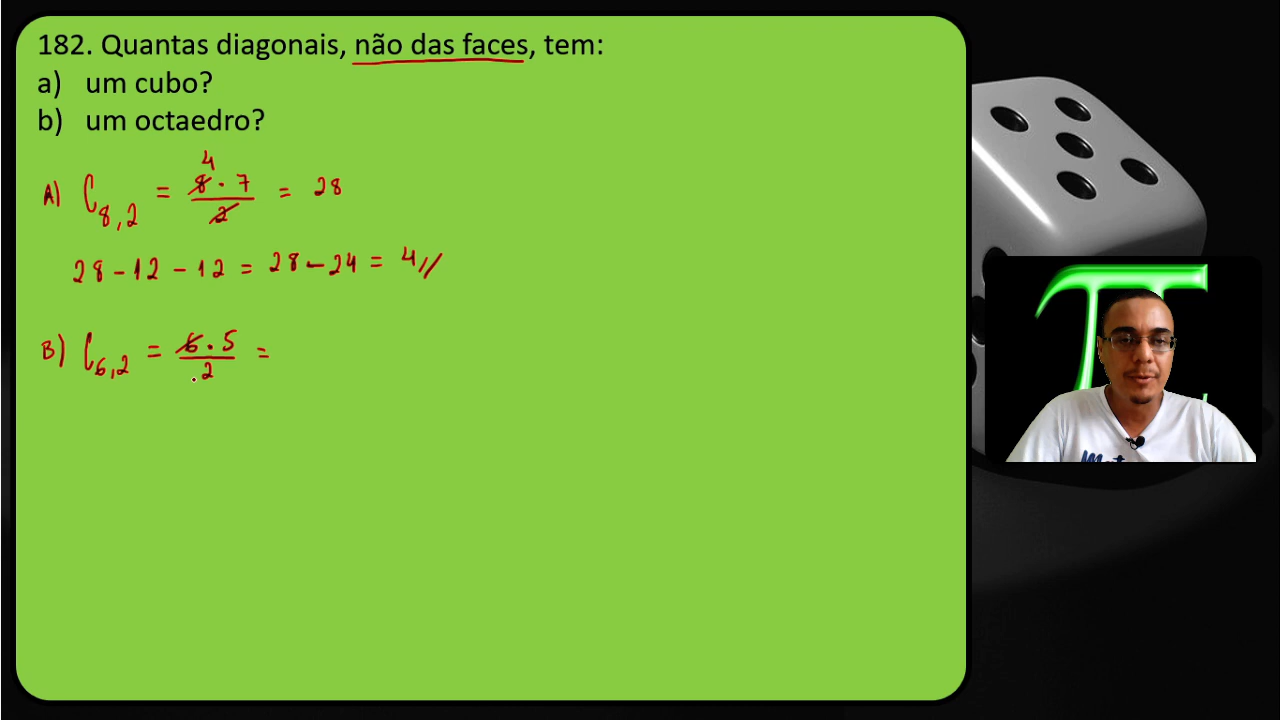 182. Quantas diagonais, não das faces, tem:
a) um cubo?
b) um octaedro?
4
A) C8,2 = 8 · 7 / 2 = 28
28 - 12 - 12 = 28 - 24 = 4//
B) C6,2 = 6 · 5 / 2 =